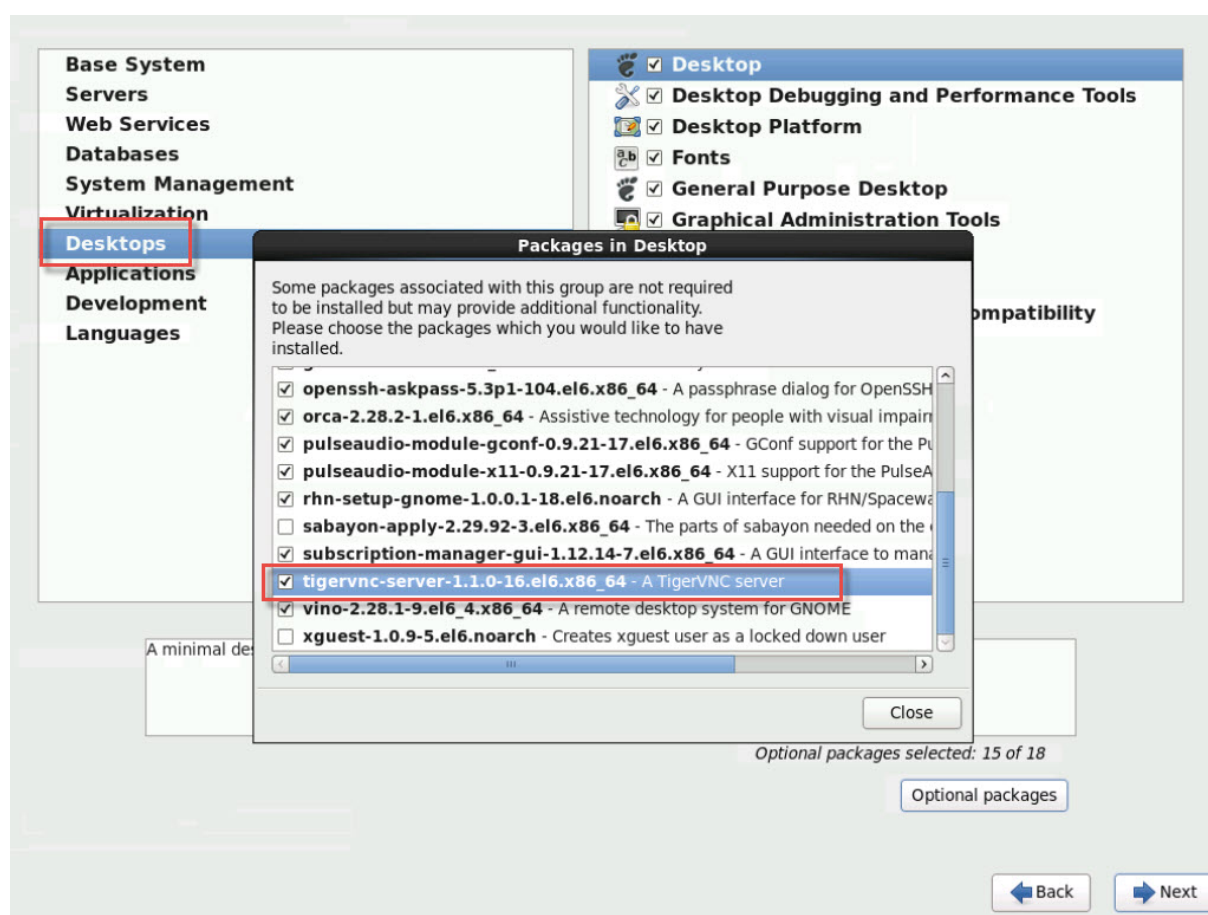 Base System
Servers
Web Services
Databases
System Management
Virtualization
Desktops
Applications
Development
Languages
Desktop
Desktop Debugging and Performance Tools
Desktop Platform
Fonts
General Purpose Desktop
Graphical Administration Tools
ompatibility
Packages in Desktop
Some packages associated with this group are not required
to be installed but may provide additional functionality.
Please choose the packages which you would like to have
installed.
openssh-askpass-5.3p1-104.el6.x86_64 - A passphrase dialog for OpenSSH
orca-2.28.2-1.el6.x86_64 - Assistive technology for people with visual impair
pulseaudio-module-gconf-0.9.21-17.el6.x86_64 - GConf support for the Pu
pulseaudio-module-x11-0.9.21-17.el6.x86_64 - X11 support for the PulseA
rhn-setup-gnome-1.0.0.1-18.el6.noarch - A GUI interface for RHN/Spacewa
sabayon-apply-2.29.92-3.el6.x86_64 - The parts of sabayon needed on the
subscription-manager-gui-1.12.14-7.el6.x86_64 - A GUI interface to mana
tigervnc-server-1.1.0-16.el6.x86_64 - A TigerVNC server
vino-2.28.1-9.el6_4.x86_64 - A remote desktop system for GNOME
xguest-1.0.9-5.el6.noarch - Creates xguest user as a locked down user
A minimal des
Close
Optional packages selected: 15 of 18
Optional packages
Back
Next